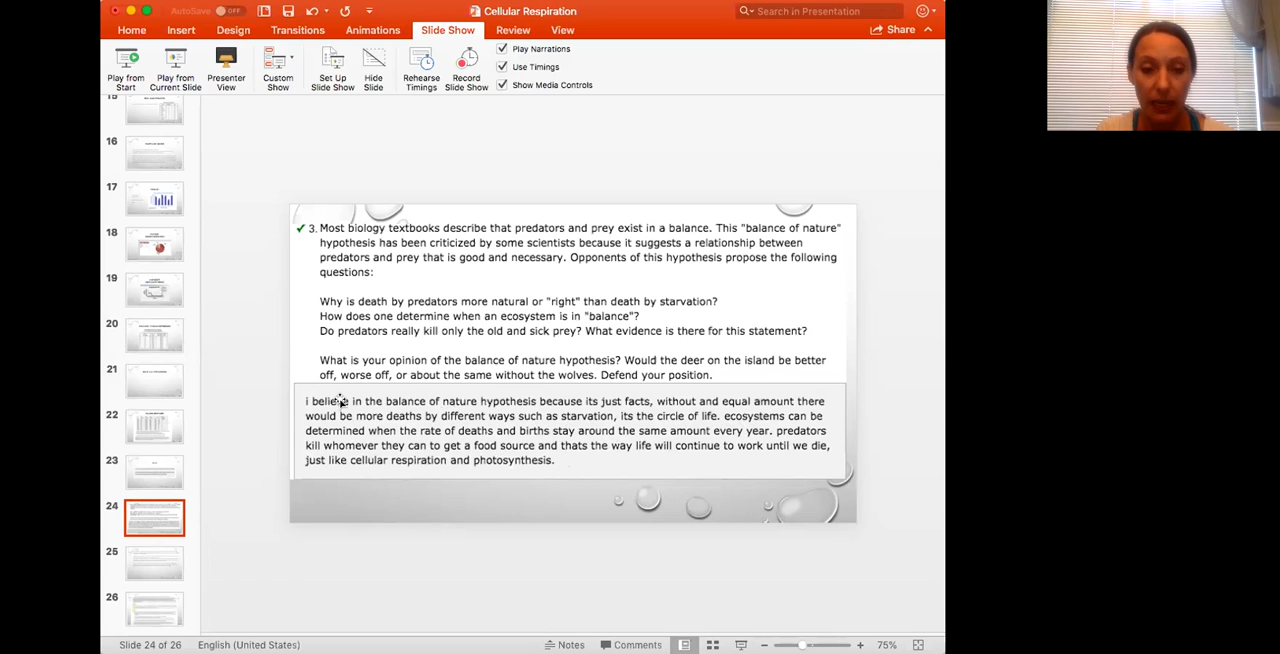 AutoSave OFF
Cellular Respiration
Search in Presentation
Home Insert Design Transitions Animations Slide Show Review View
Share
Play from Start
Play from Current Slide
Presenter View
Custom Show
Set Up Slide Show
Hide Slide
Rehearse Timings
Record Slide Show
Play Narrations
Use Timings
Show Media Controls
15
16
17
18
19
20
21
22
23
24
25
26
✓ 3. Most biology textbooks describe that predators and prey exist in a balance. This "balance of nature"
hypothesis has been criticized by some scientists because it suggests a relationship between
predators and prey that is good and necessary. Opponents of this hypothesis propose the following
questions:
Why is death by predators more natural or "right" than death by starvation?
How does one determine when an ecosystem is in "balance"?
Do predators really kill only the old and sick prey? What evidence is there for this statement?
What is your opinion of the balance of nature hypothesis? Would the deer on the island be better
off, worse off, or about the same without the wolves. Defend your position.
i believe in the balance of nature hypothesis because its just facts, without and equal amount there
would be more deaths by different ways such as starvation, its the circle of life. ecosystems can be
determined when the rate of deaths and births stay around the same amount every year. predators
kill whomever they can to get a food source and thats the way life will continue to work until we die,
just like cellular respiration and photosynthesis.
Slide 24 of 26 English (United States)
Notes Comments 75%